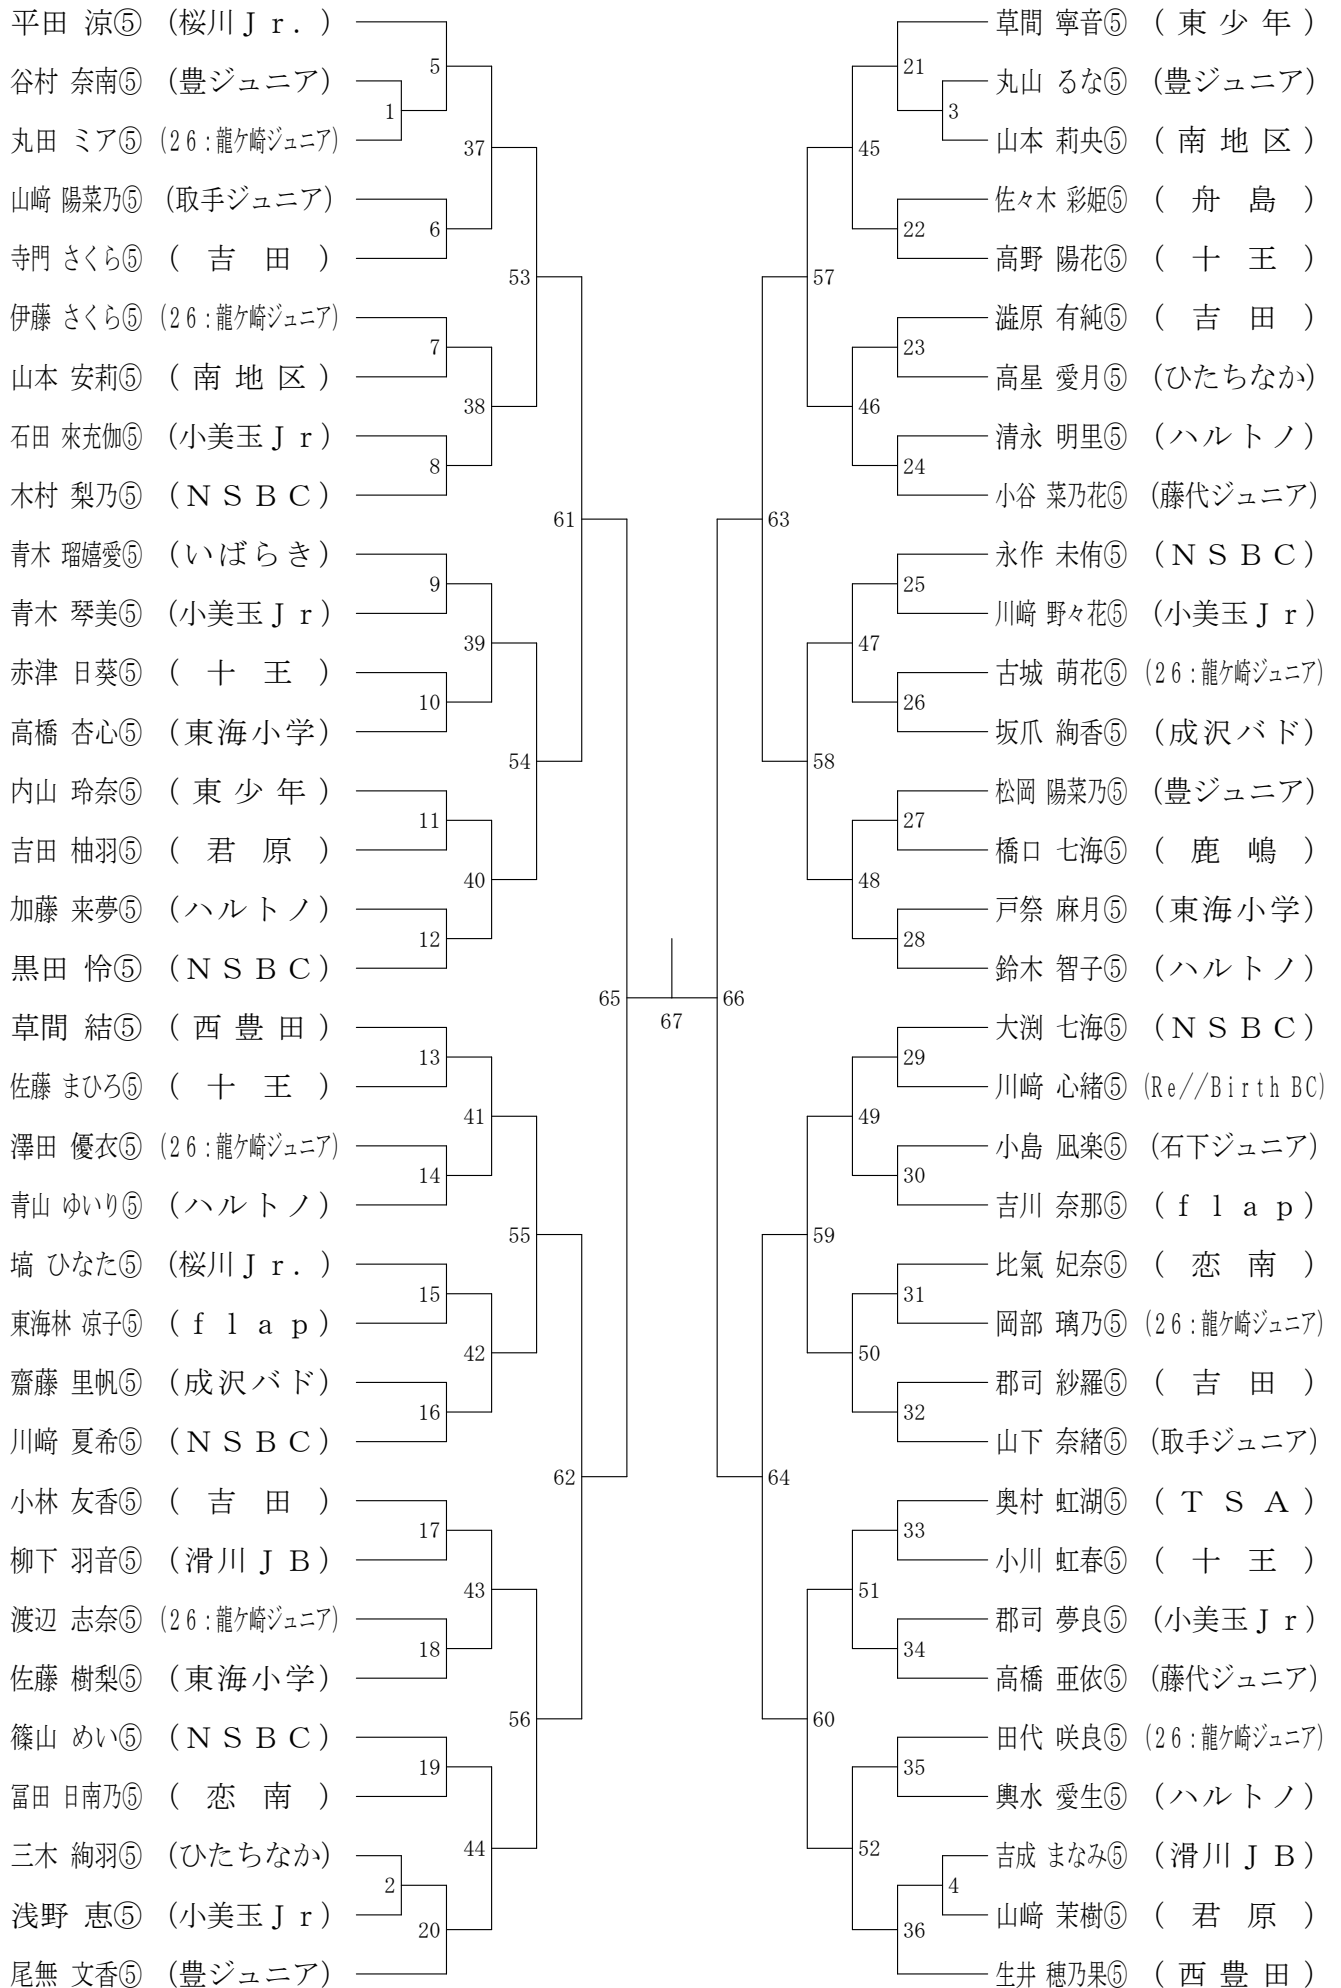 平田 涼⑤ (桜川Ｊｒ．)
谷村 奈南⑤ (豊ジュニア)
丸田 ミア⑤ (26:龍ケ崎ジュニア)
山﨑 陽菜乃⑤ (取手ジュニア)
寺門 さくら⑤ (吉田)
伊藤 さくら⑤ (26:龍ケ崎ジュニア)
山本 安莉⑤ (南地区)
石田 來充伽⑤ (小美玉Ｊｒ)
木村 梨乃⑤ (ＮＳＢＣ)
青木 瑠嬉愛⑤ (いばらき)
青木 琴美⑤ (小美玉Ｊｒ)
赤津 日葵⑤ (十王)
高橋 杏心⑤ (東海小学)
内山 玲奈⑤ (東少年)
吉田 柚羽⑤ (君原)
加藤 来夢⑤ (ハルトノ)
黒田 怜⑤ (ＮＳＢＣ)
草間 結⑤ (西豊田)
佐藤 まひろ⑤ (十王)
澤田 優衣⑤ (26:龍ケ崎ジュニア)
青山 ゆいり⑤ (ハルトノ)
塙 ひなた⑤ (桜川Ｊｒ．)
東海林 凉子⑤ (ｆｌａｐ)
齋藤 里帆⑤ (成沢バド)
川﨑 夏希⑤ (ＮＳＢＣ)
小林 友香⑤ (吉田)
柳下 羽音⑤ (滑川ＪＢ)
渡辺 志奈⑤ (26:龍ケ崎ジュニア)
佐藤 樹梨⑤ (東海小学)
篠山 めい⑤ (ＮＳＢＣ)
冨田 日南乃⑤ (恋南)
三木 絢羽⑤ (ひたちなか)
浅野 恵⑤ (小美玉Ｊｒ)
尾無 文香⑤ (豊ジュニア)
1
2
5
6
7
8
9
10
11
12
13
14
15
16
17
18
19
20
37
38
39
40
41
42
43
44
53
54
55
56
61
62
65
67
66
63
64
57
58
59
60
45
46
47
48
49
50
51
52
21
22
23
24
25
26
27
28
29
30
31
32
33
34
35
36
3
4
草間 寧音⑤ (東少年)
丸山 るな⑤ (豊ジュニア)
山本 莉央⑤ (南地区)
佐々木 彩姫⑤ (舟島)
高野 陽花⑤ (十王)
澁原 有純⑤ (吉田)
高星 愛月⑤ (ひたちなか)
清永 明里⑤ (ハルトノ)
小谷 菜乃花⑤ (藤代ジュニア)
永作 未侑⑤ (ＮＳＢＣ)
川﨑 野々花⑤ (小美玉Ｊｒ)
古城 萌花⑤ (26:龍ケ崎ジュニア)
坂爪 絢香⑤ (成沢バド)
松岡 陽菜乃⑤ (豊ジュニア)
橋口 七海⑤ (鹿嶋)
戸祭 麻月⑤ (東海小学)
鈴木 智子⑤ (ハルトノ)
大渕 七海⑤ (ＮＳＢＣ)
川﨑 心緒⑤ (Re//Birth BC)
小島 凪楽⑤ (石下ジュニア)
吉川 奈那⑤ (ｆｌａｐ)
比氣 妃奈⑤ (恋南)
岡部 璃乃⑤ (26:龍ケ崎ジュニア)
郡司 紗羅⑤ (吉田)
山下 奈緒⑤ (取手ジュニア)
奥村 虹湖⑤ (ＴＳＡ)
小川 虹春⑤ (十王)
郡司 夢良⑤ (小美玉Ｊｒ)
高橋 亜依⑤ (藤代ジュニア)
田代 咲良⑤ (26:龍ケ崎ジュニア)
輿水 愛生⑤ (ハルトノ)
吉成 まなみ⑤ (滑川ＪＢ)
山﨑 茉樹⑤ (君原)
生井 穂乃果⑤ (西豊田)